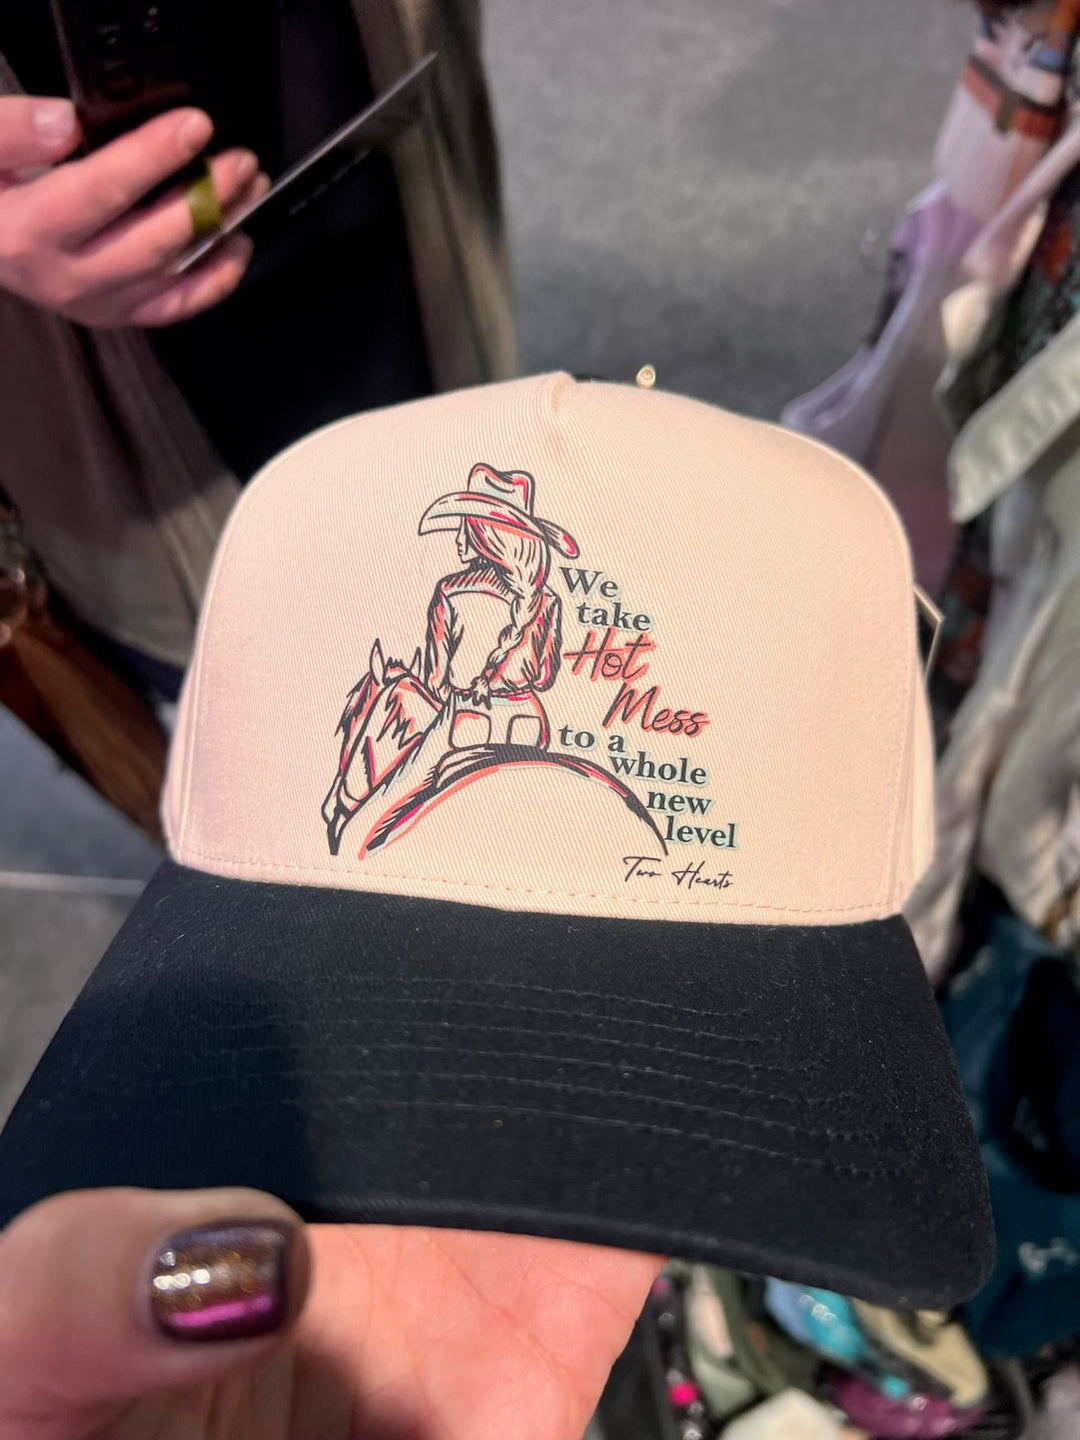 We
take
Hot
Mess
to a
whole
new
level
Two Hearts